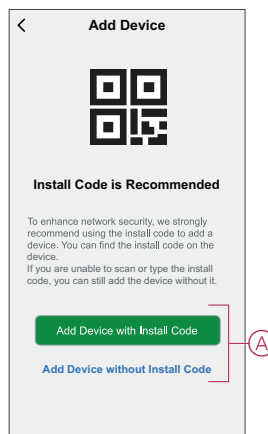 Add Device
Install Code is Recommended
To enhance network security, we strongly
recommend using the install code to add a
device. You can find the install code on the
device.
If you are unable to scan or type the install
code, you can still add the device without it.
Add Device with Install Code
A
Add Device without Install Code